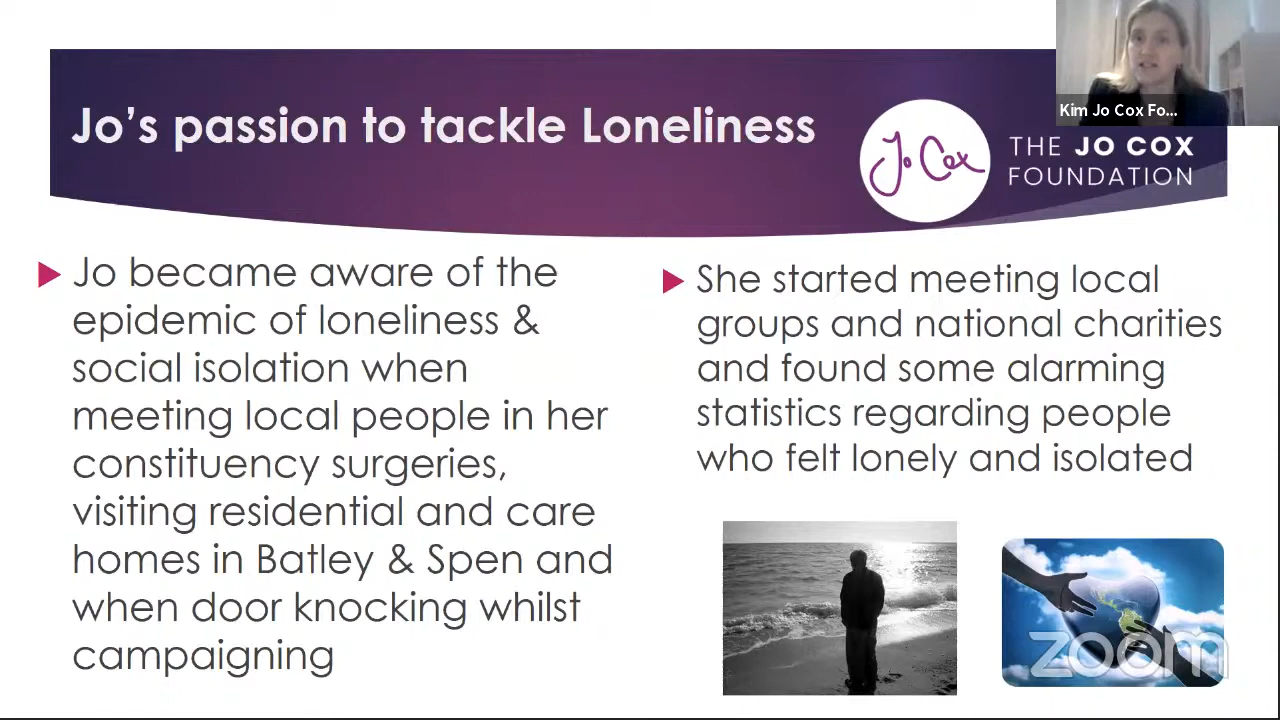 Jo's passion to tackle Loneliness
Jo Cox
THE JO COX
FOUNDATION
Kim Jo Cox Fo...
Jo became aware of the
epidemic of loneliness &
social isolation when
meeting local people in her
constituency surgeries,
visiting residential and care
homes in Batley & Spen and
when door knocking whilst
campaigning
She started meeting local
groups and national charities
and found some alarming
statistics regarding people
who felt lonely and isolated
zoom